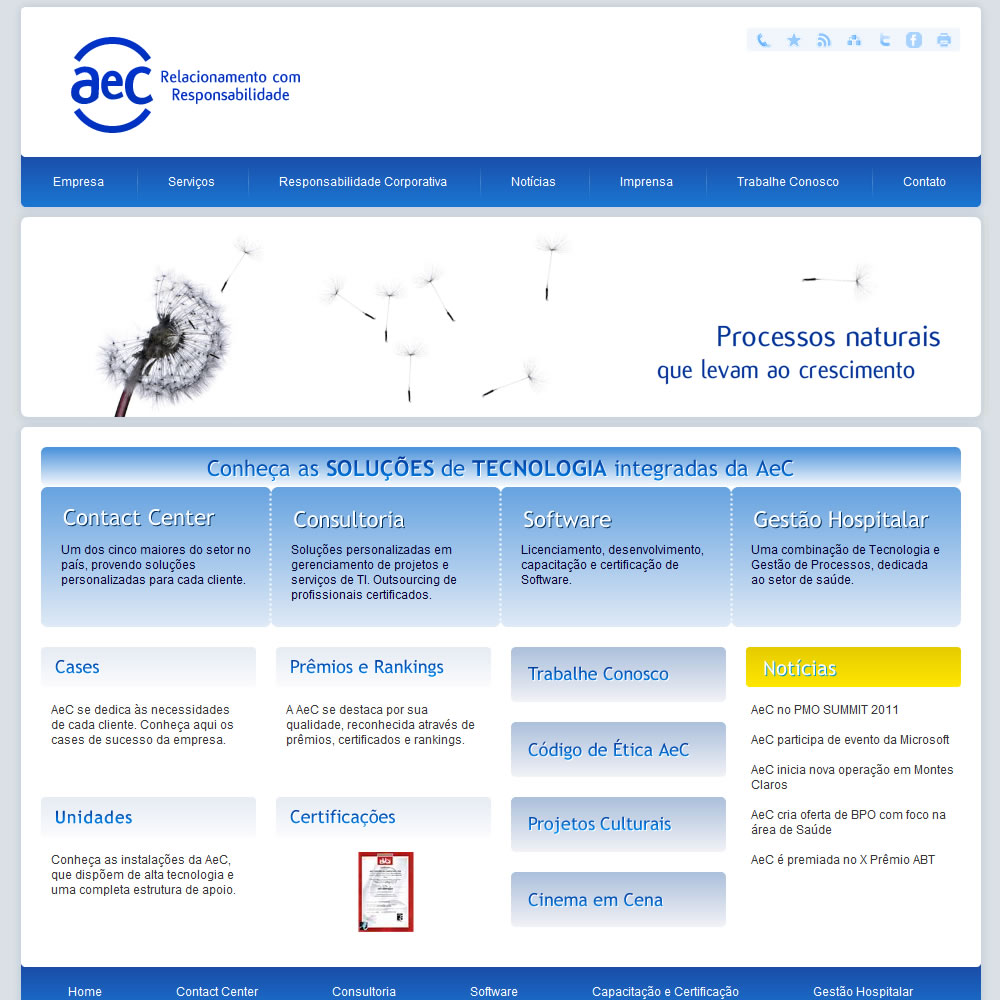 aeC
Relacionamento com
Responsabilidade
Empresa
Serviços
Responsabilidade Corporativa
Notícias
Imprensa
Trabalhe Conosco
Contato
Processos naturais
que levam ao crescimento
Conheça as SOLUÇÕES de TECNOLOGIA integradas da AeC
Contact Center
Um dos cinco maiores do setor no
país, provendo soluções
personalizadas para cada cliente.
Consultoria
Soluções personalizadas em
gerenciamento de projetos e
serviços de TI. Outsourcing de
profissionais certificados.
Software
Licenciamento, desenvolvimento,
capacitação e certificação de
Software.
Gestão Hospitalar
Uma combinação de Tecnologia e
Gestão de Processos, dedicada
ao setor de saúde.
Cases
AeC se dedica às necessidades
de cada cliente. Conheça aqui os
cases de sucesso da empresa.
Prêmios e Rankings
A AeC se destaca por sua
qualidade, reconhecida através de
prêmios, certificados e rankings.
Unidades
Conheça as instalações da AeC,
que dispõem de alta tecnologia e
uma completa estrutura de apoio.
Certificações
Trabalhe Conosco
Código de Ética AeC
Projetos Culturais
Cinema em Cena
Notícias
AeC no PMO SUMMIT 2011
AeC participa de evento da Microsoft
AeC inicia nova operação em Montes
Claros
AeC cria oferta de BPO com foco na
área de Saúde
AeC é premiada no X Prêmio ABT
Home
Contact Center
Consultoria
Software
Capacitação e Certificação
Gestão Hospitalar